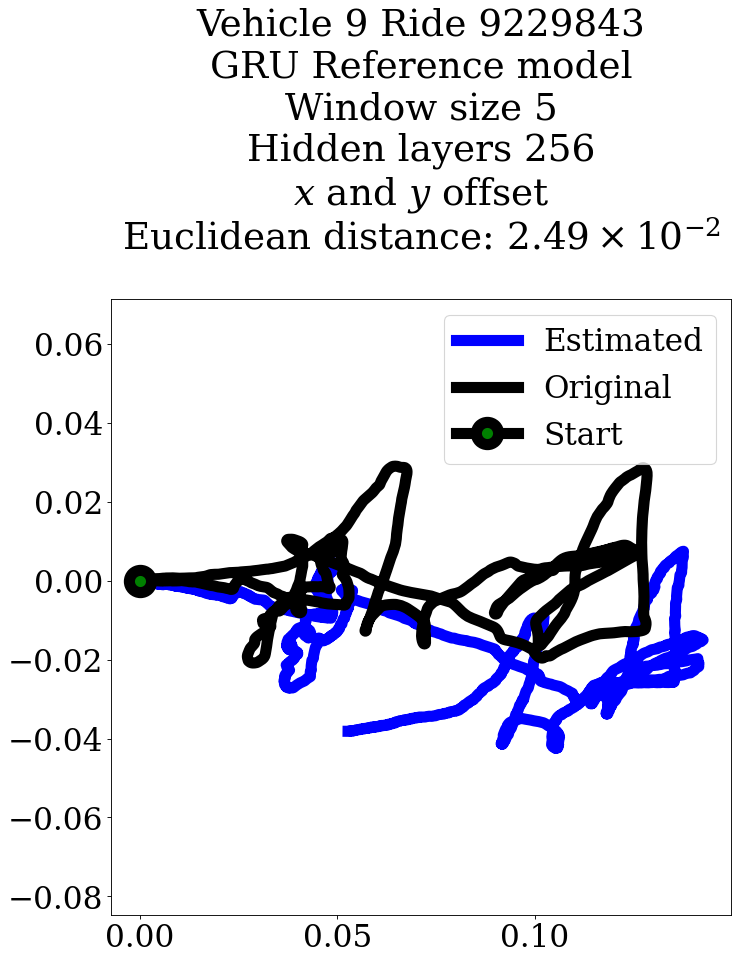 Vehicle 9 Ride 9229843
GRU Reference model
Window size 5
Hidden layers 256
x and y offset
Euclidean distance: 2.49 × 10⁻²
Estimated
Original
Start
0.06
0.04
0.02
0.00
−0.02
−0.04
−0.06
−0.08
0.00 0.05 0.10